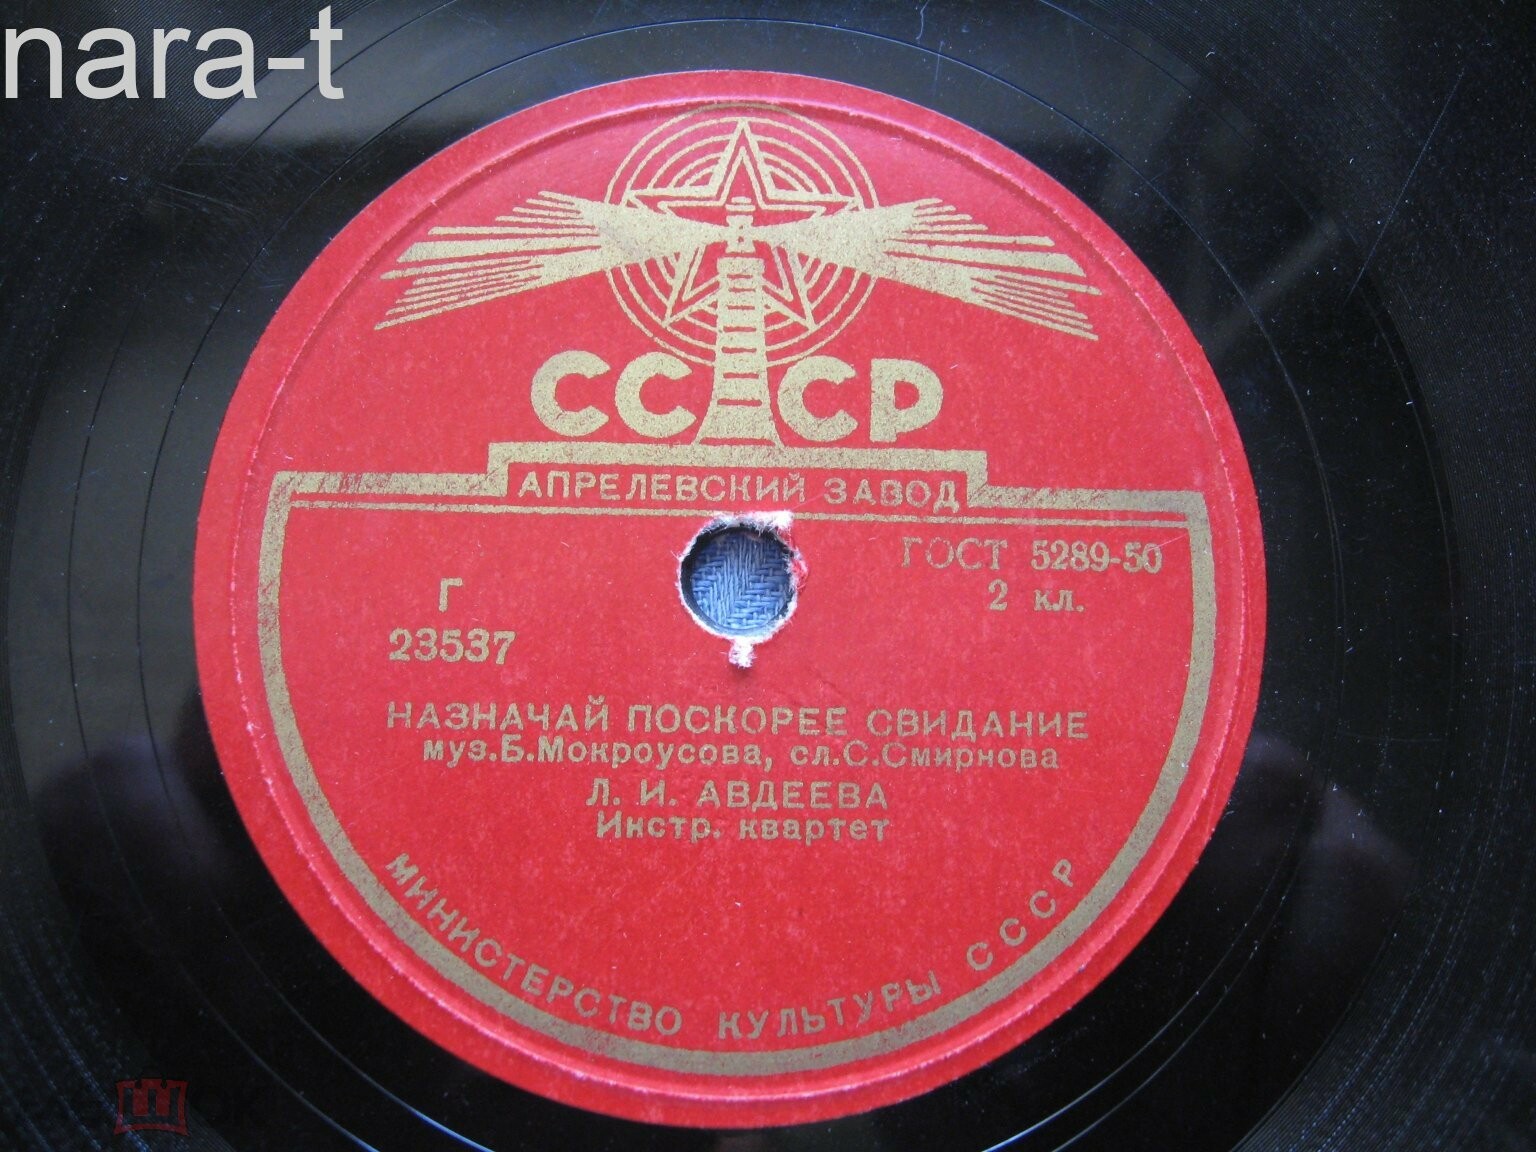 nara-t
СССР
АПРЕЛЕВСКИЙ ЗАВОД
ГОСТ 5289-50
2 кл.
Г
23537
НАЗНАЧАЙ ПОСКОРЕЕ СВИДАНИЕ
муз.Б.Мокроусова, сл.С.Смирнова
Л. И. АВДЕЕВА
Инстр. квартет
МИНИСТЕРСТВО КУЛЬТУРЫ СССР